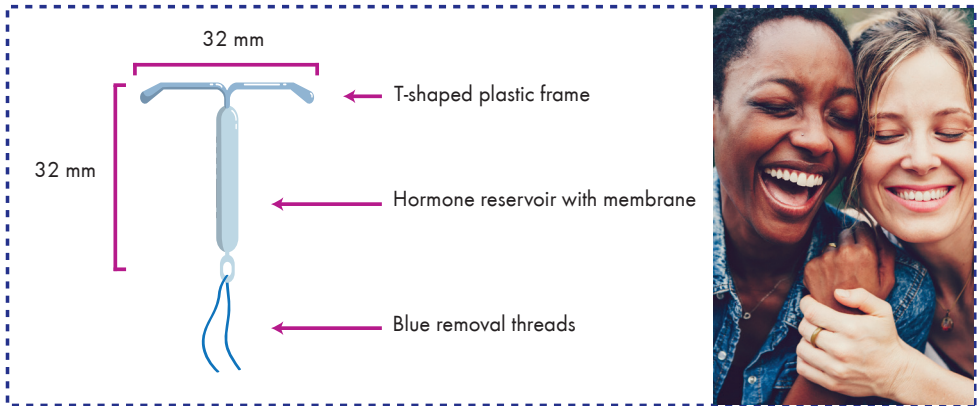 32 mm
T-shaped plastic frame
32 mm
Hormone reservoir with membrane
Blue removal threads